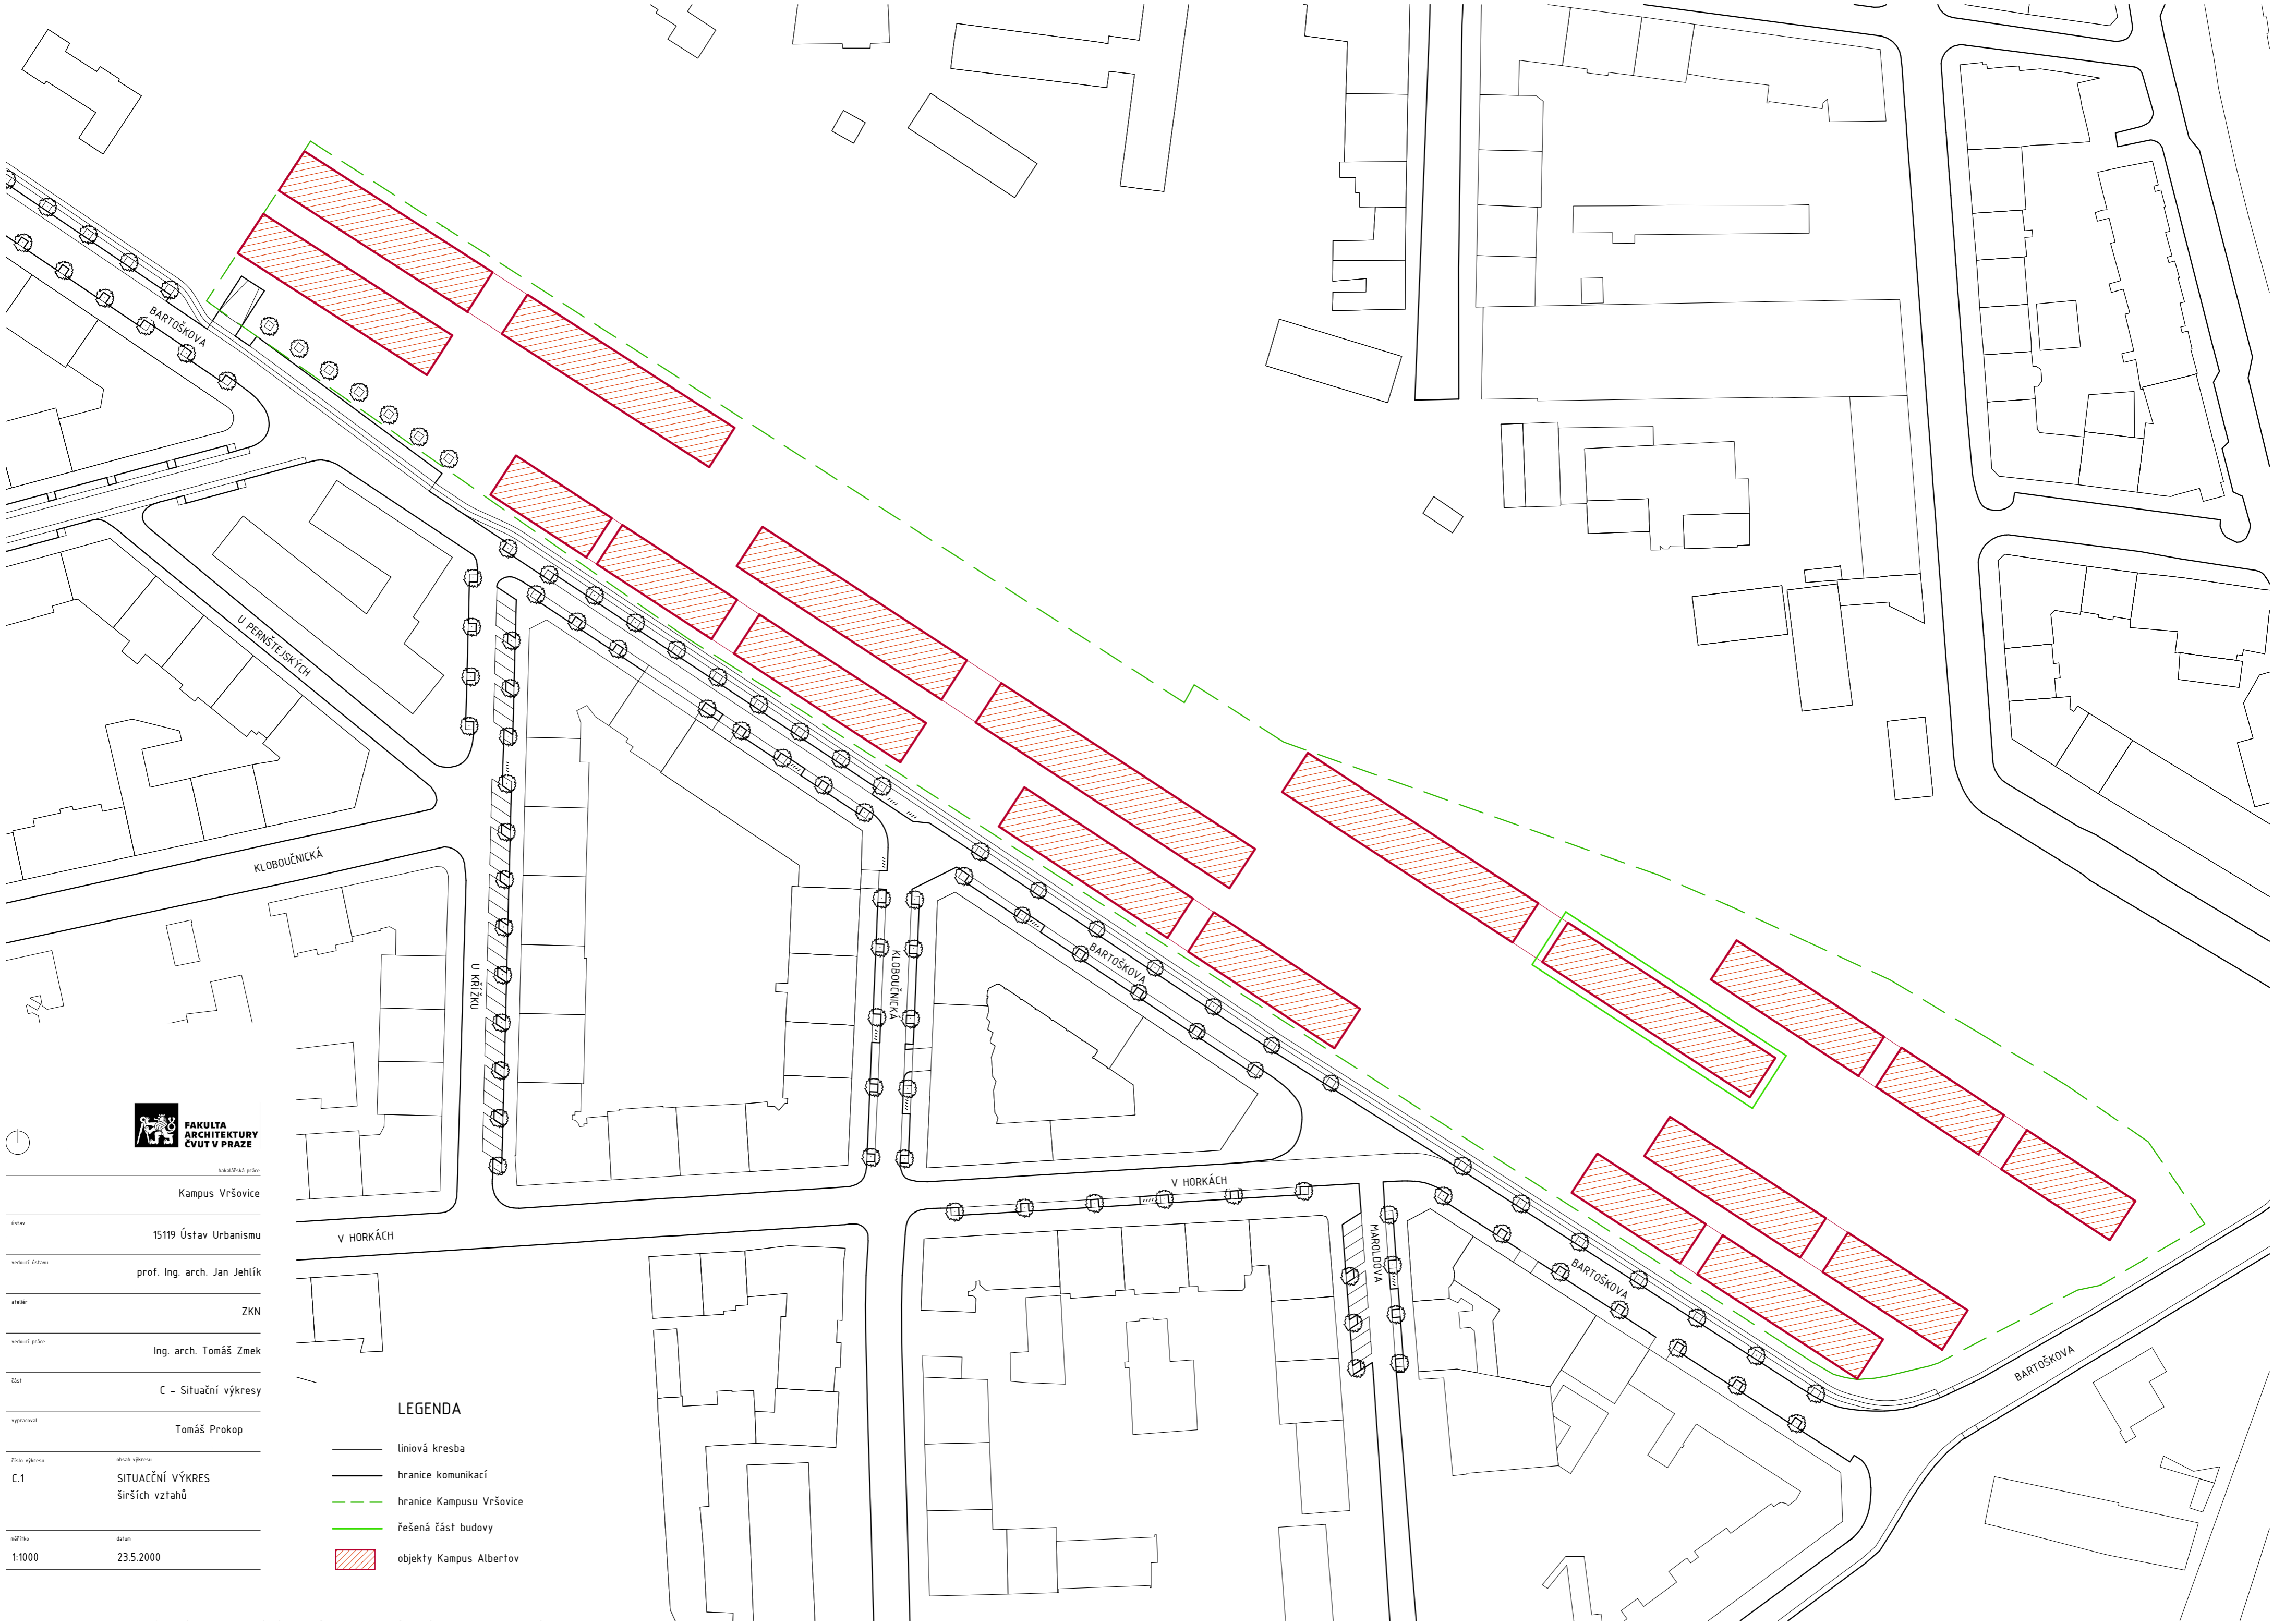 BARTOŠKOVA
U PERNŠTEJSKÝCH
KLOBOUČNICKÁ
U KŘÍŽKU
KLOBOUČNICKÁ
BARTOŠKOVA
V HORKÁCH
V HORKÁCH
MAROLDOVA
BARTOŠKOVA
BARTOŠKOVA
FAKULTA
ARCHITEKTURY
ČVUT V PRAZE
bakalářská práce
Kampus Vršovice
ústav
15119 Ústav Urbanismu
vedoucí ústavu
prof. Ing. arch. Jan Jehlík
ateliér
ZKN
vedoucí práce
Ing. arch. Tomáš Zmek
část
C - Situační výkresy
vypracoval
Tomáš Prokop
číslo výkresu
obsah výkresu
C.1
SITUACČNÍ VÝKRES
širších vztahů
měřítko
datum
1:1000
23.5.2000
LEGENDA
liniová kresba
hranice komunikací
hranice Kampusu Vršovice
řešená část budovy
objekty Kampus Albertov